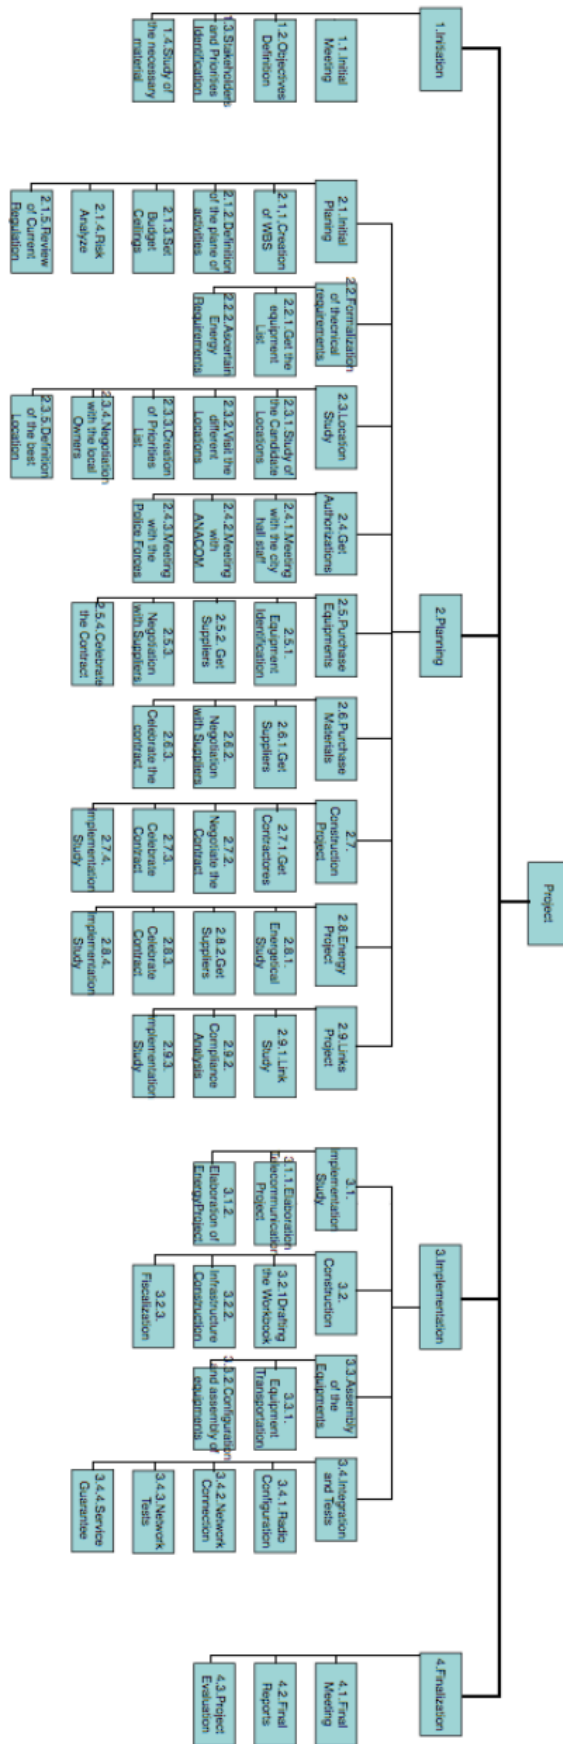 Project
1.Initiation
1.1.Initial
Meeting
1.2.Objectives
Definition
1.3.Stakeholders
and Priorities
Identification
1.4.Study of
the necessary
material
2.Planning
2.1.Initial
Planing
2.1,1.Creation
of WBS
2.1.2.Definition
of the plane of
activities
2.1.3.Set
Budget
Ceilings
2.1.4.Risk
Analyze
2.1.5.Review
of Current
Regulation
2.2.Formalization
of thecnical
requirements
2.2.1.Get the
equipment
List
2.2.2.Ascertain
Energy
Requirements
2.3.Location
Study
2.3.1.Study of
the Candidate
Locations
2.3.2.Visit the
different
Locations
2.3.3.Creation
of Priorities
List
2.3.4.Negotiation
with the local
Owners
2.3.5.Definition
of the best
Location
2.4.Get
Authorizations
2.4.1.Meeting
with the city
hall staff
2.4.2.Meeting
with
ANACOM
2.4.3.Meeting
with the
Police Forces
2.5.Purchase
Equipments
2.5.1.
Equipment
Identification
2.5.2. Get
Suppliers
2.5.3.
Negotiation
with Suppliers
2.5.4.Celebrate
the Contract
2.6.Purchase
Materials
2.6.1.Get
Suppliers
2.6.2.
Negotiation
with Suppliers
2.6.3.
Celebrate the
contract
2.7.
Construction
Project
2.7.1.Get
Contractores
2.7.2.
Negotiate the
Contract
2.7.3.
Celebrate
Contract
2.7.4.
Implementation
Study
2.8.Energy
Project
2.8.1.
Energetical
Study
2.8.2.Get
Suppliers
2.8.3.
Celebrate
Contract
2.8.4.
Implementation
Study
2.9.Links
Project
2.9.1.Link
Study
2.9.2.
Compliance
Analysis
2.9.3.
Implementation
Study
3.Implementation
3.1.
Implementation
Study
3.1.1.Elaboration
Telecommunication
Project
3.1.2.
Elaboration of
EnergyProject
3.2.
Construction
3.2.1Drafting
the Workbook
3.2.2.
Infrastructure
Construction
3.2.3.
Fiscalization
3.3.Assembly
of the
Equipments
3.3.1.
Equipment
Transportation
3.3.2.Configuration
and assembly of
equipments
3.4.Integration
and Tests
3.4.1.Radio
Configuration
3.4.2.Network
Connection
3.4.3.Network
Tests
3.4.4.Service
Guarantee
4.Finalization
4.1.Final
Meeting
4.2.Final
Reports
4.3.Project
Evaluation